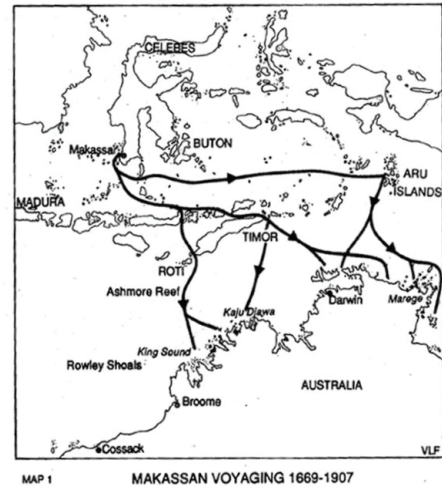 CELEBES
Makassar
BUTON
ARU
ISLANDS
MADURA
TIMOR
ROTI
Ashmore Reef
Darwin
Marege
Kaju Djawa
King Sound
Rowley Shoals
AUSTRALIA
Broome
Cossack
VLF
MAP 1 MAKASSAN VOYAGING 1669-1907